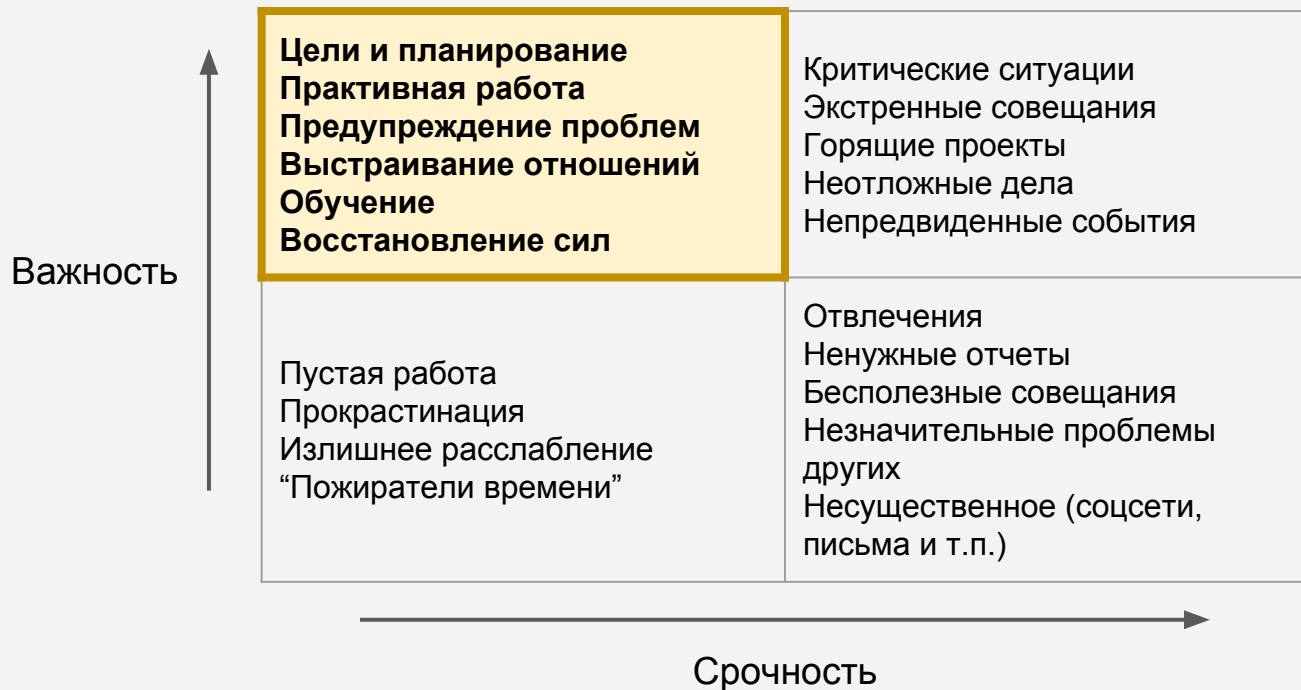 Важность
Цели и планирование
Практивная работа
Предупреждение проблем
Выстраивание отношений
Обучение
Восстановление сил
Критические ситуации
Экстренные совещания
Горящие проекты
Неотложные дела
Непредвиденные события
Пустая работа
Прокрастинация
Излишнее расслабление
“Пожиратели времени”
Отвлечения
Ненужные отчеты
Бесполезные совещания
Незначительные проблемы
других
Несущественное (соцсети,
письма и т.п.)
Срочность